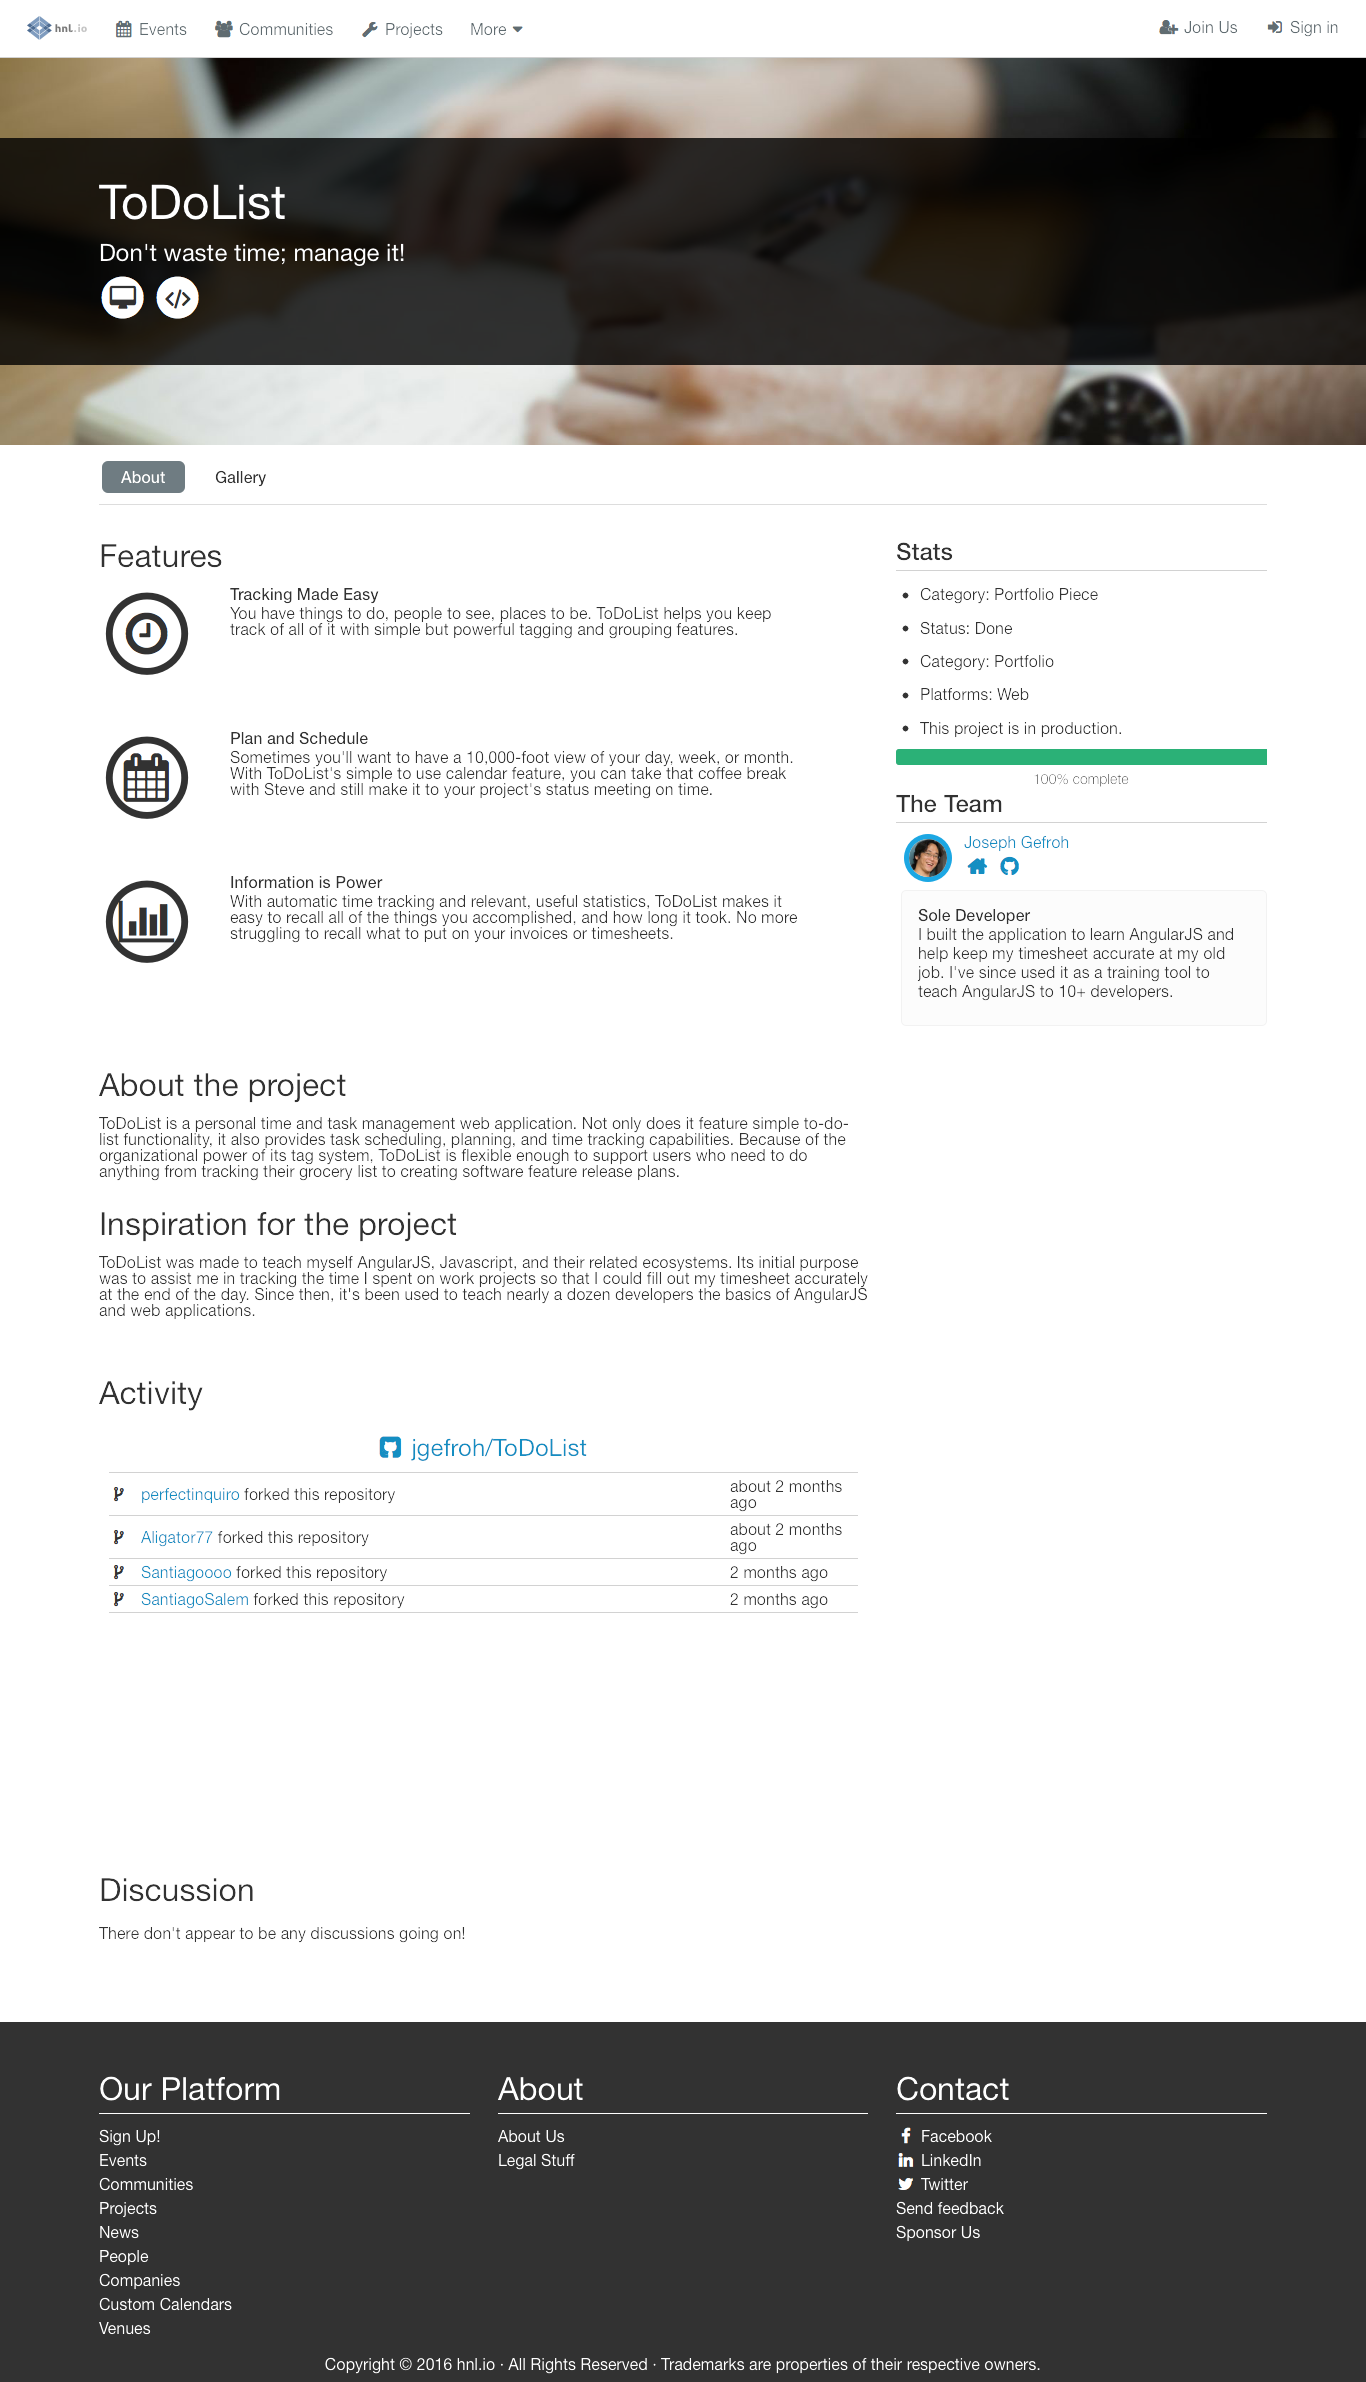 hnl.io
Events
Communities
Projects
More
Join Us
Sign in
ToDoList
Don't waste time; manage it!
About
Gallery
Features
Tracking Made Easy
You have things to do, people to see, places to be. ToDoList helps you keep
track of all of it with simple but powerful tagging and grouping features.
Plan and Schedule
Sometimes you'll want to have a 10,000-foot view of your day, week, or month.
With ToDoList's simple to use calendar feature, you can take that coffee break
with Steve and still make it to your project's status meeting on time.
Information is Power
With automatic time tracking and relevant, useful statistics, ToDoList makes it
easy to recall all of the things you accomplished, and how long it took. No more
struggling to recall what to put on your invoices or timesheets.
Stats
Category: Portfolio Piece
Status: Done
Category: Portfolio
Platforms: Web
This project is in production.
100% complete
The Team
Joseph Gefroh
Sole Developer
I built the application to learn AngularJS and
help keep my timesheet accurate at my old
job. I've since used it as a training tool to
teach AngularJS to 10+ developers.
About the project
ToDoList is a personal time and task management web application. Not only does it feature simple to-do-
list functionality, it also provides task scheduling, planning, and time tracking capabilities. Because of the
organizational power of its tag system, ToDoList is flexible enough to support users who need to do
anything from tracking their grocery list to creating software feature release plans.
Inspiration for the project
ToDoList was made to teach myself AngularJS, Javascript, and their related ecosystems. Its initial purpose
was to assist me in tracking the time I spent on work projects so that I could fill out my timesheet accurately
at the end of the day. Since then, it's been used to teach nearly a dozen developers the basics of AngularJS
and web applications.
Activity
jgefroh/ToDoList
perfectinquiro forked this repository
about 2 months
ago
Aligator77 forked this repository
about 2 months
ago
Santiagoooo forked this repository
2 months ago
SantiagoSalem forked this repository
2 months ago
Discussion
There don't appear to be any discussions going on!
Our Platform
Sign Up!
Events
Communities
Projects
News
People
Companies
Custom Calendars
Venues
About
About Us
Legal Stuff
Contact
Facebook
LinkedIn
Twitter
Send feedback
Sponsor Us
Copyright © 2016 hnl.io · All Rights Reserved · Trademarks are properties of their respective owners.